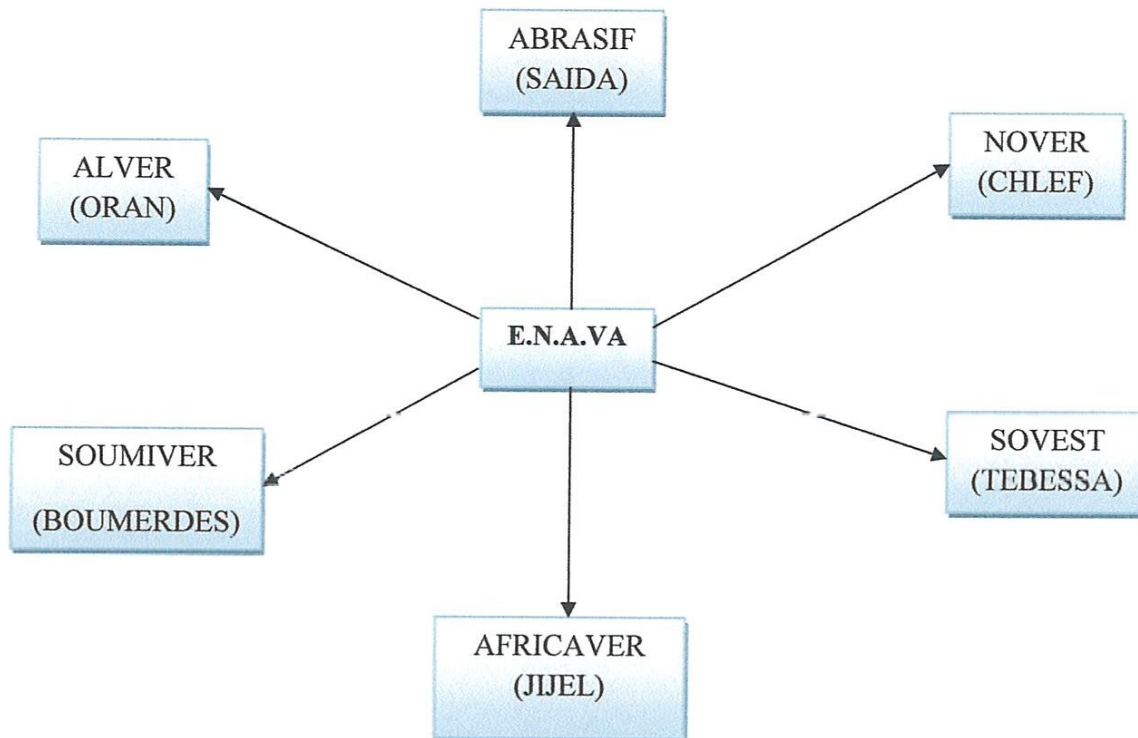 ABRASIF
(SAIDA)
ALVER
(ORAN)
NOVER
(CHLEF)
E.N.A.VA
SOUMIVER
(BOUMERDES)
SOVEST
(TEBESSA)
AFRICAVER
(JIJEL)